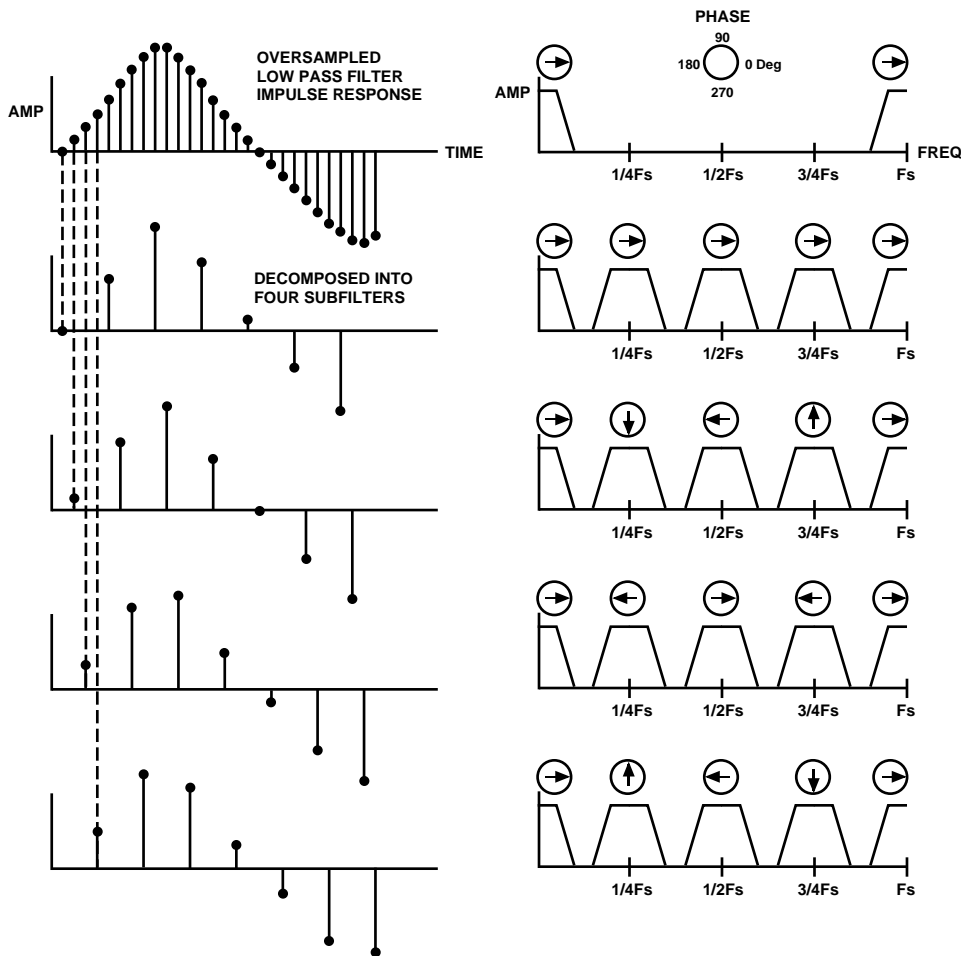 OVERSAMPLED
LOW PASS FILTER
IMPULSE RESPONSE
AMP
TIME
DECOMPOSED INTO
FOUR SUBFILTERS
PHASE
90
180
0 Deg
270
AMP
FREQ
1/4Fs 1/2Fs 3/4Fs Fs
1/4Fs 1/2Fs 3/4Fs Fs
1/4Fs 1/2Fs 3/4Fs Fs
1/4Fs 1/2Fs 3/4Fs Fs
1/4Fs 1/2Fs 3/4Fs Fs